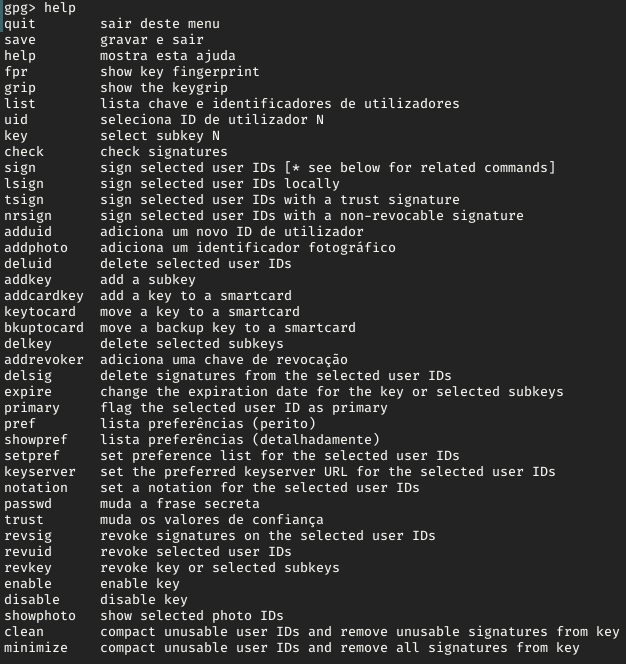 gpg> help
quit        sair deste menu
save        gravar e sair
help        mostra esta ajuda
fpr         show key fingerprint
grip        show the keygrip
list        lista chave e identificadores de utilizadores
uid         seleciona ID de utilizador N
key         select subkey N
check       check signatures
sign        sign selected user IDs [* see below for related commands]
lsign       sign selected user IDs locally
tsign       sign selected user IDs with a trust signature
nrsign      sign selected user IDs with a non-revocable signature
adduid      adiciona um novo ID de utilizador
addphoto    adiciona um identificador fotográfico
deluid      delete selected user IDs
addkey      add a subkey
addcardkey  add a key to a smartcard
keytocard   move a key to a smartcard
bkuptocard  move a backup key to a smartcard
delkey      delete selected subkeys
addrevoker  adiciona uma chave de revocação
delsig      delete signatures from the selected user IDs
expire      change the expiration date for the key or selected subkeys
primary     flag the selected user ID as primary
pref        lista preferências (perito)
showpref    lista preferências (detalhadamente)
setpref     set preference list for the selected user IDs
keyserver   set the preferred keyserver URL for the selected user IDs
notation    set a notation for the selected user IDs
passwd      muda a frase secreta
trust       muda os valores de confiança
revsig      revoke signatures on the selected user IDs
revuid      revoke selected user IDs
revkey      revoke key or selected subkeys
enable      enable key
disable     disable key
showphoto   show selected photo IDs
clean       compact unusable user IDs and remove unusable signatures from key
minimize    compact unusable user IDs and remove all signatures from key